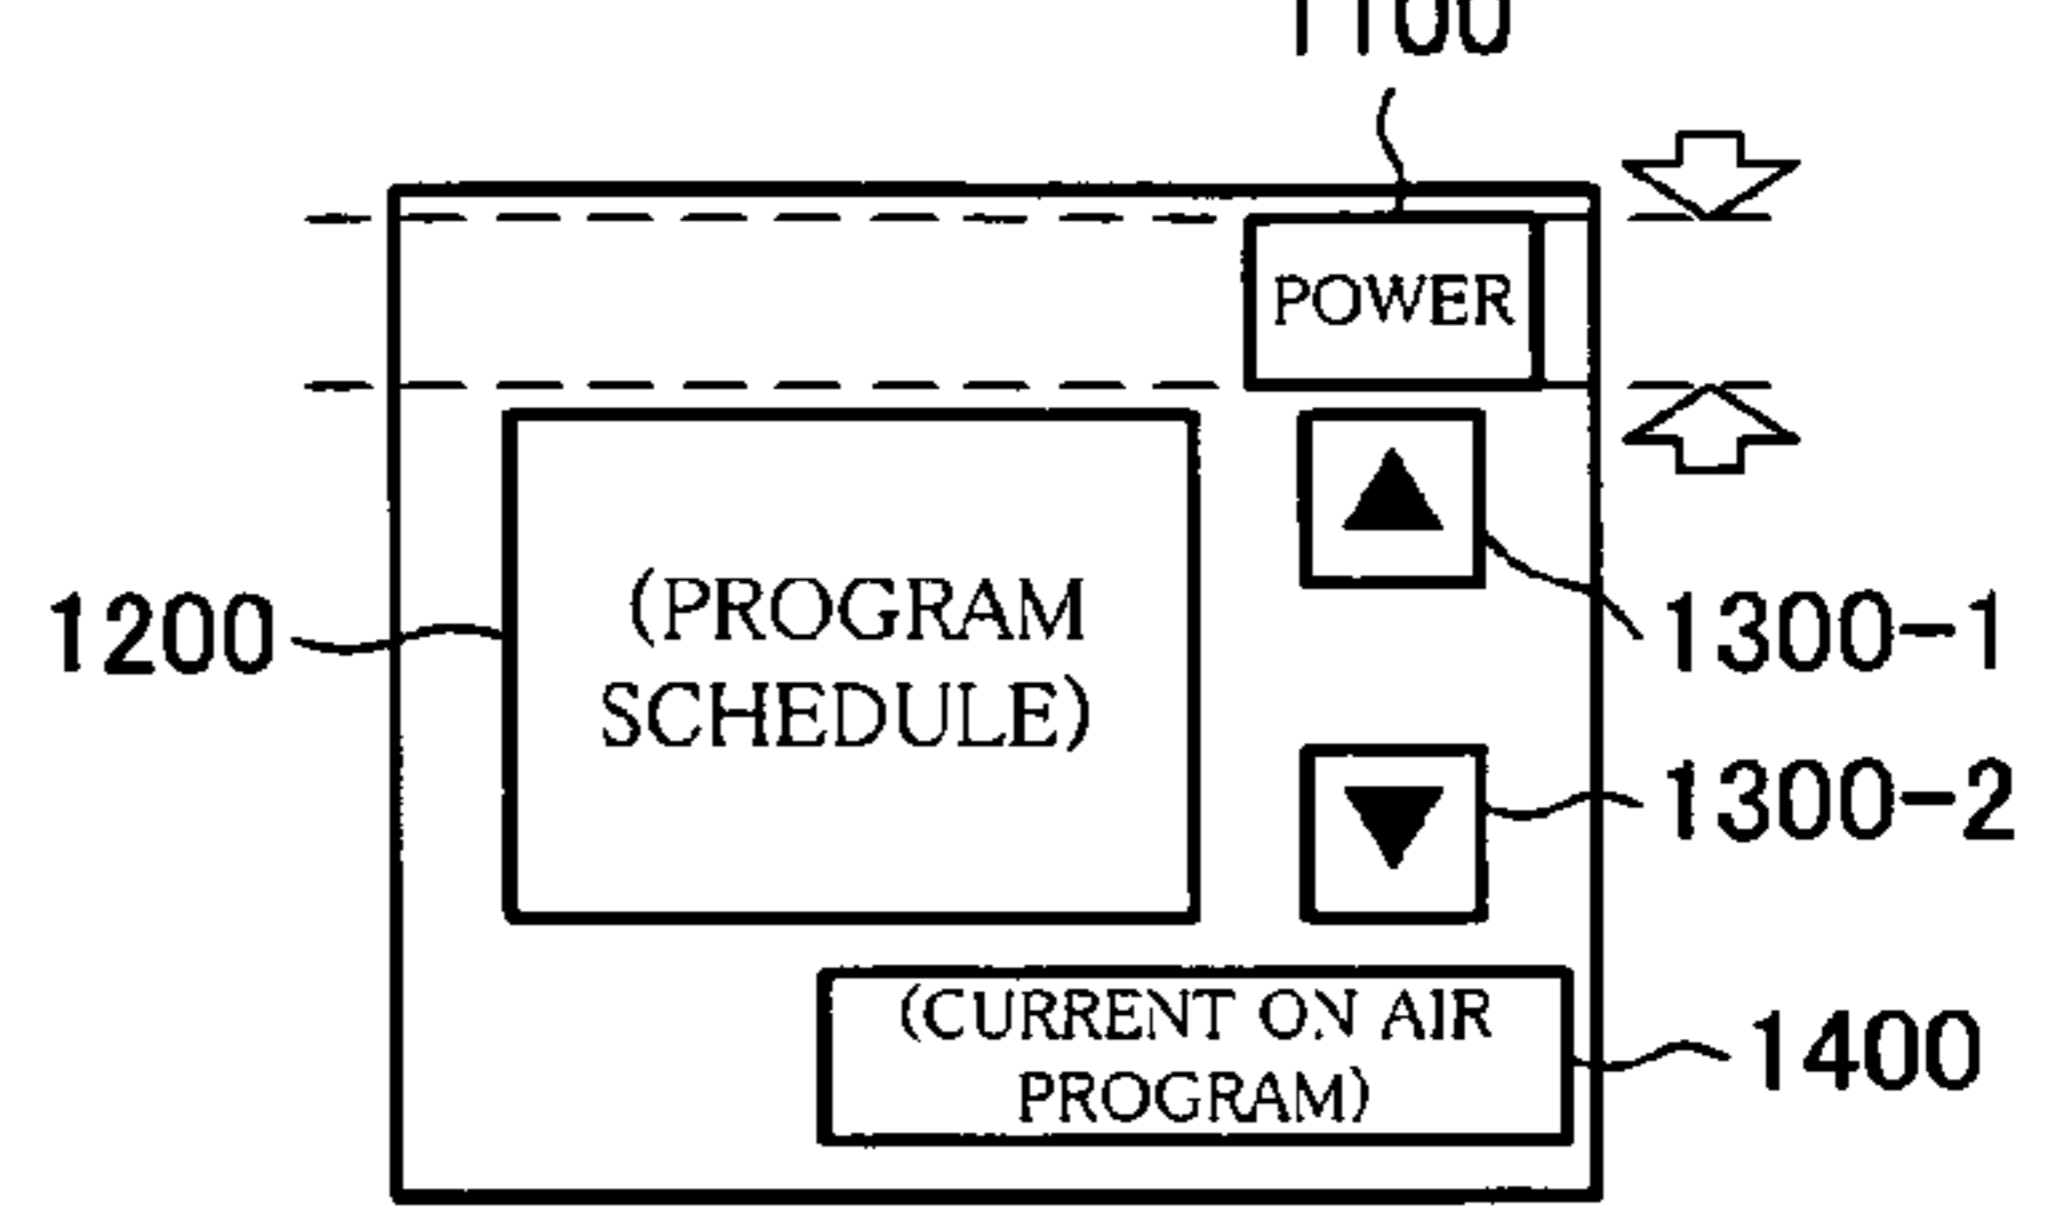 1100
POWER
1200
(PROGRAM
SCHEDULE)
1300-1
1300-2
(CURRENT ON AIR
PROGRAM)
1400